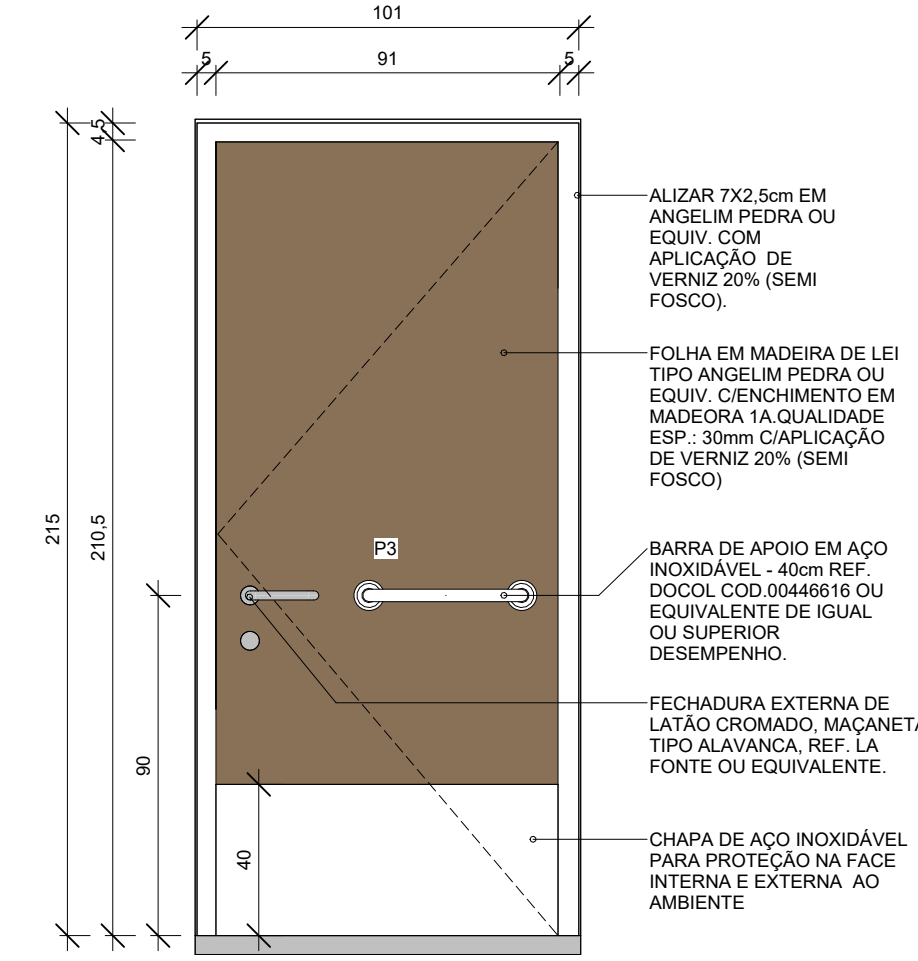 101
5
91
5
4,5
215
210,5
90
40
P3
ALIZAR 7X2,5cm EM
ANGELIM PEDRA OU
EQUIV. COM
APLICAÇÃO DE
VERNIZ 20% (SEMI
FOSCO).
FOLHA EM MADEIRA DE LEI
TIPO ANGELIM PEDRA OU
EQUIV. C/ENCHIMENTO EM
MADEORA 1A.QUALIDADE
ESP.: 30mm C/APLICAÇÃO
DE VERNIZ 20% (SEMI
FOSCO)
BARRA DE APOIO EM AÇO
INOXIDÁVEL - 40cm REF.
DOCOL COD.00446616 OU
EQUIVALENTE DE IGUAL
OU SUPERIOR
DESEMPENHO.
FECHADURA EXTERNA DE
LATÃO CROMADO, MAÇANETA
TIPO ALAVANCA, REF. LA
FONTE OU EQUIVALENTE.
CHAPA DE AÇO INOXIDÁVEL
PARA PROTEÇÃO NA FACE
INTERNA E EXTERNA AO
AMBIENTE